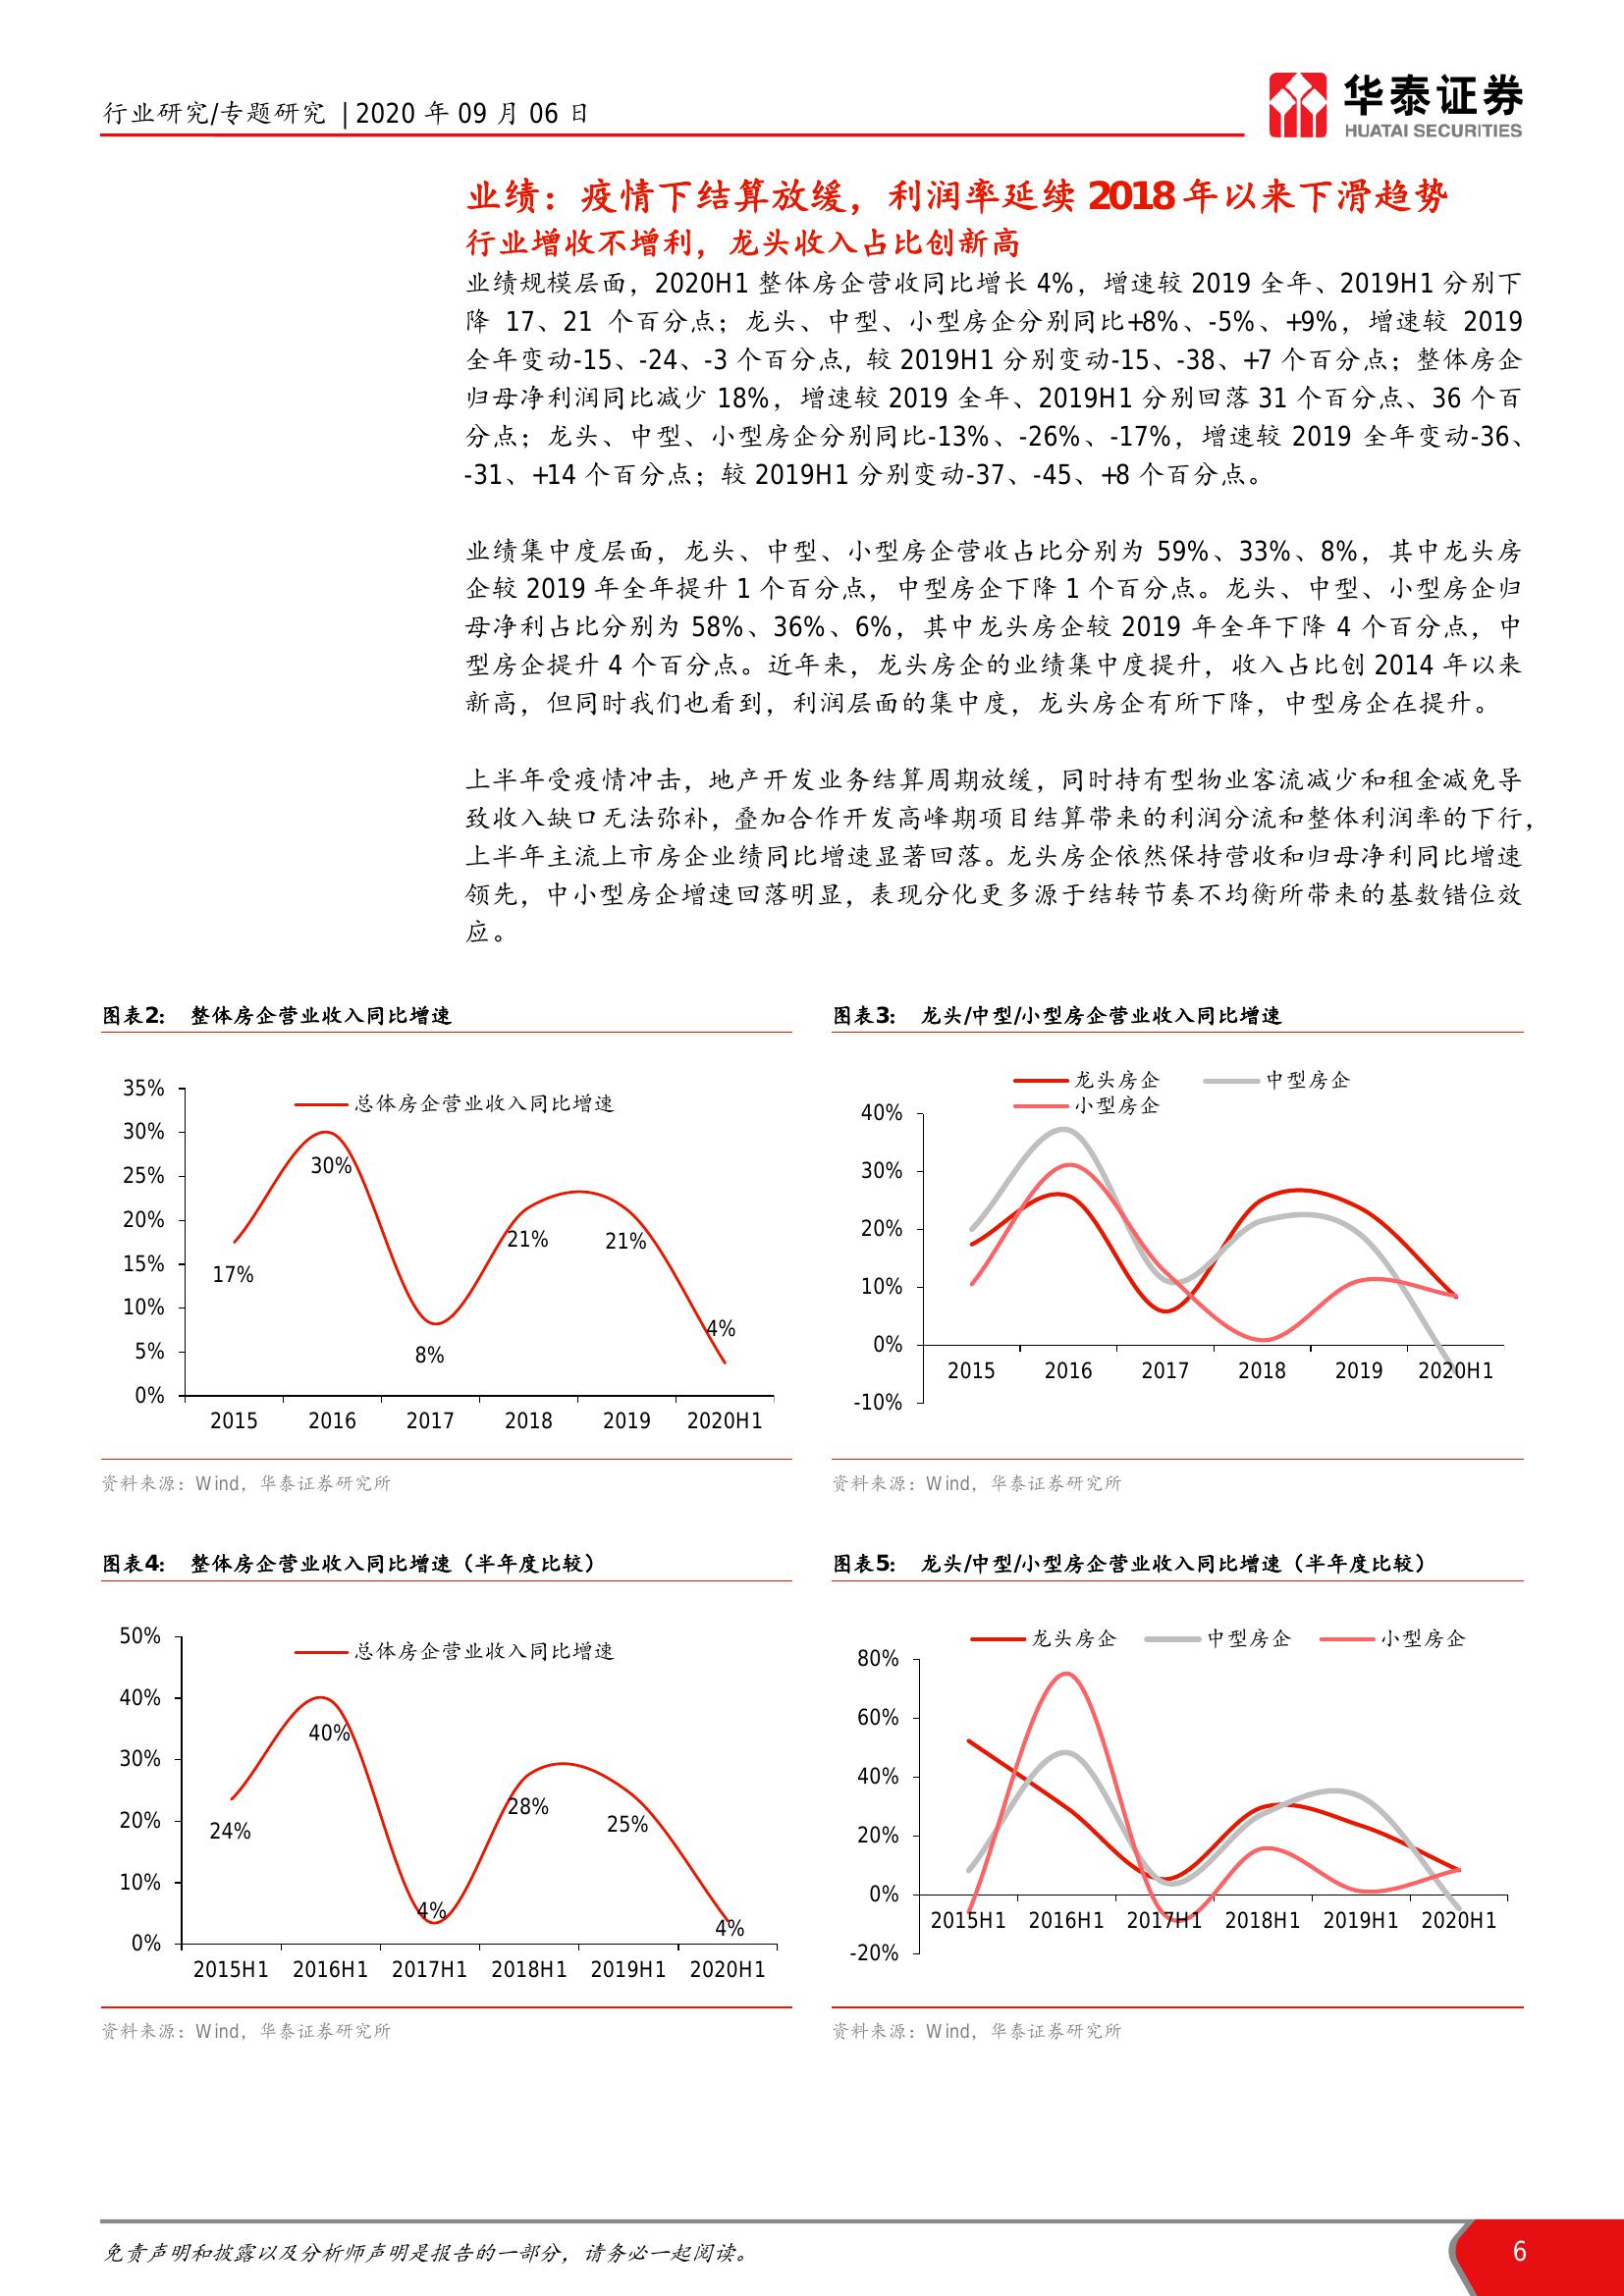 行业研究/专题研究 | 2020 年 09 月 06 日
华泰证券
HUATAI SECURITIES
业绩：疫情下结算放缓，利润率延续 2018 年以来下滑趋势
行业增收不增利，龙头收入占比创新高
业绩规模层面，2020H1 整体房企营收同比增长 4%，增速较 2019 全年、2019H1 分别下
降 17、21 个百分点；龙头、中型、小型房企分别同比+8%、-5%、+9%，增速较 2019
全年变动-15、-24、-3 个百分点, 较 2019H1 分别变动-15、-38、+7 个百分点；整体房企
归母净利润同比减少 18%，增速较 2019 全年、2019H1 分别回落 31 个百分点、36 个百
分点；龙头、中型、小型房企分别同比-13%、-26%、-17%，增速较 2019 全年变动-36、
-31、+14 个百分点；较 2019H1 分别变动-37、-45、+8 个百分点。
业绩集中度层面，龙头、中型、小型房企营收占比分别为 59%、33%、8%，其中龙头房
企较 2019 年全年提升 1 个百分点，中型房企下降 1 个百分点。龙头、中型、小型房企归
母净利占比分别为 58%、36%、6%，其中龙头房企较 2019 年全年下降 4 个百分点，中
型房企提升 4 个百分点。近年来，龙头房企的业绩集中度提升，收入占比创 2014 年以来
新高，但同时我们也看到，利润层面的集中度，龙头房企有所下降，中型房企在提升。
上半年受疫情冲击，地产开发业务结算周期放缓，同时持有型物业客流减少和租金减免导
致收入缺口无法弥补，叠加合作开发高峰期项目结算带来的利润分流和整体利润率的下行，
上半年主流上市房企业绩同比增速显著回落。龙头房企依然保持营收和归母净利同比增速
领先，中小型房企增速回落明显，表现分化更多源于结转节奏不均衡所带来的基数错位效
应。
图表2： 整体房企营业收入同比增速
总体房企营业收入同比增速
35%
30%
25%
20%
15%
10%
5%
0%
17%
30%
8%
21%
21%
4%
2015 2016 2017 2018 2019 2020H1
资料来源：Wind，华泰证券研究所
图表3： 龙头/中型/小型房企营业收入同比增速
龙头房企 中型房企
小型房企
40%
30%
20%
10%
0%
-10%
2015 2016 2017 2018 2019 2020H1
资料来源：Wind，华泰证券研究所
图表4： 整体房企营业收入同比增速（半年度比较）
总体房企营业收入同比增速
50%
40%
30%
20%
10%
0%
24%
40%
4%
28%
25%
4%
2015H1 2016H1 2017H1 2018H1 2019H1 2020H1
资料来源：Wind，华泰证券研究所
图表5： 龙头/中型/小型房企营业收入同比增速（半年度比较）
龙头房企 中型房企 小型房企
80%
60%
40%
20%
0%
-20%
2015H1 2016H1 2017H1 2018H1 2019H1 2020H1
资料来源：Wind，华泰证券研究所
免责声明和披露以及分析师声明是报告的一部分，请务必一起阅读。
6